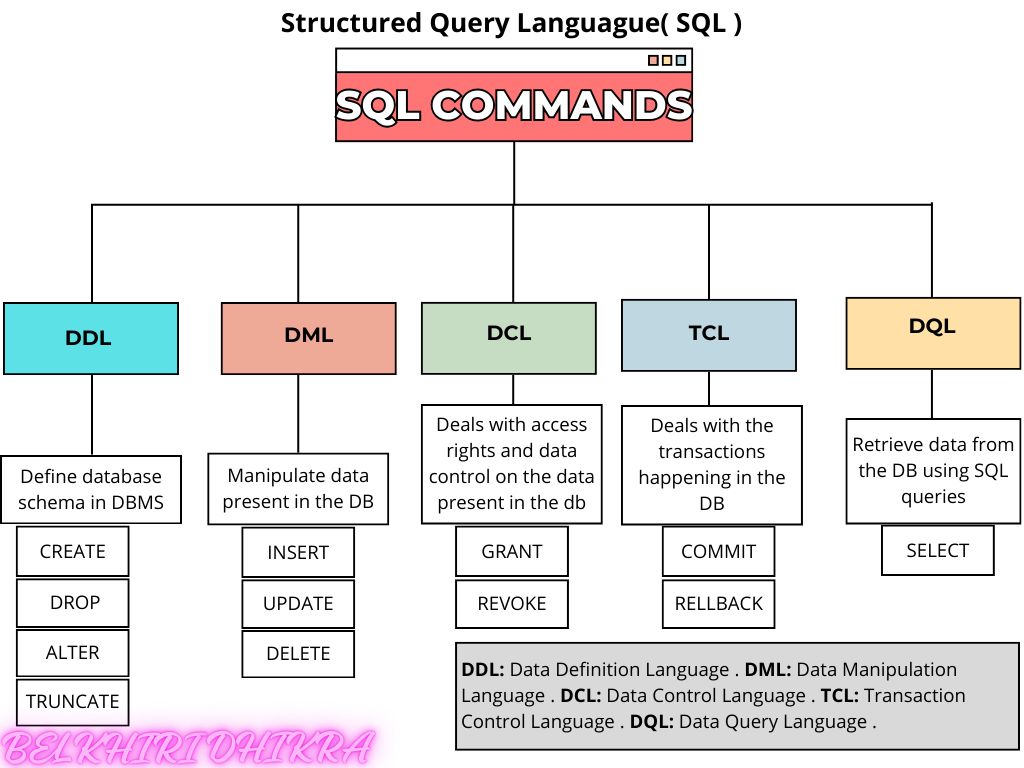 Structured Query Languague( SQL )
SQL COMMANDS
DDL
DML
DCL
TCL
DQL
Define database
schema in DBMS
CREATE
DROP
ALTER
TRUNCATE
Manipulate data
present in the DB
INSERT
UPDATE
DELETE
Deals with access
rights and data
control on the data
present in the db
GRANT
REVOKE
Deals with the
transactions
happening in the
DB
COMMIT
RELLBACK
Retrieve data from
the DB using SQL
queries
SELECT
DDL: Data Definition Language . DML: Data Manipulation
Language . DCL: Data Control Language . TCL: Transaction
Control Language . DQL: Data Query Language .
BELKHIRI DHIKRA